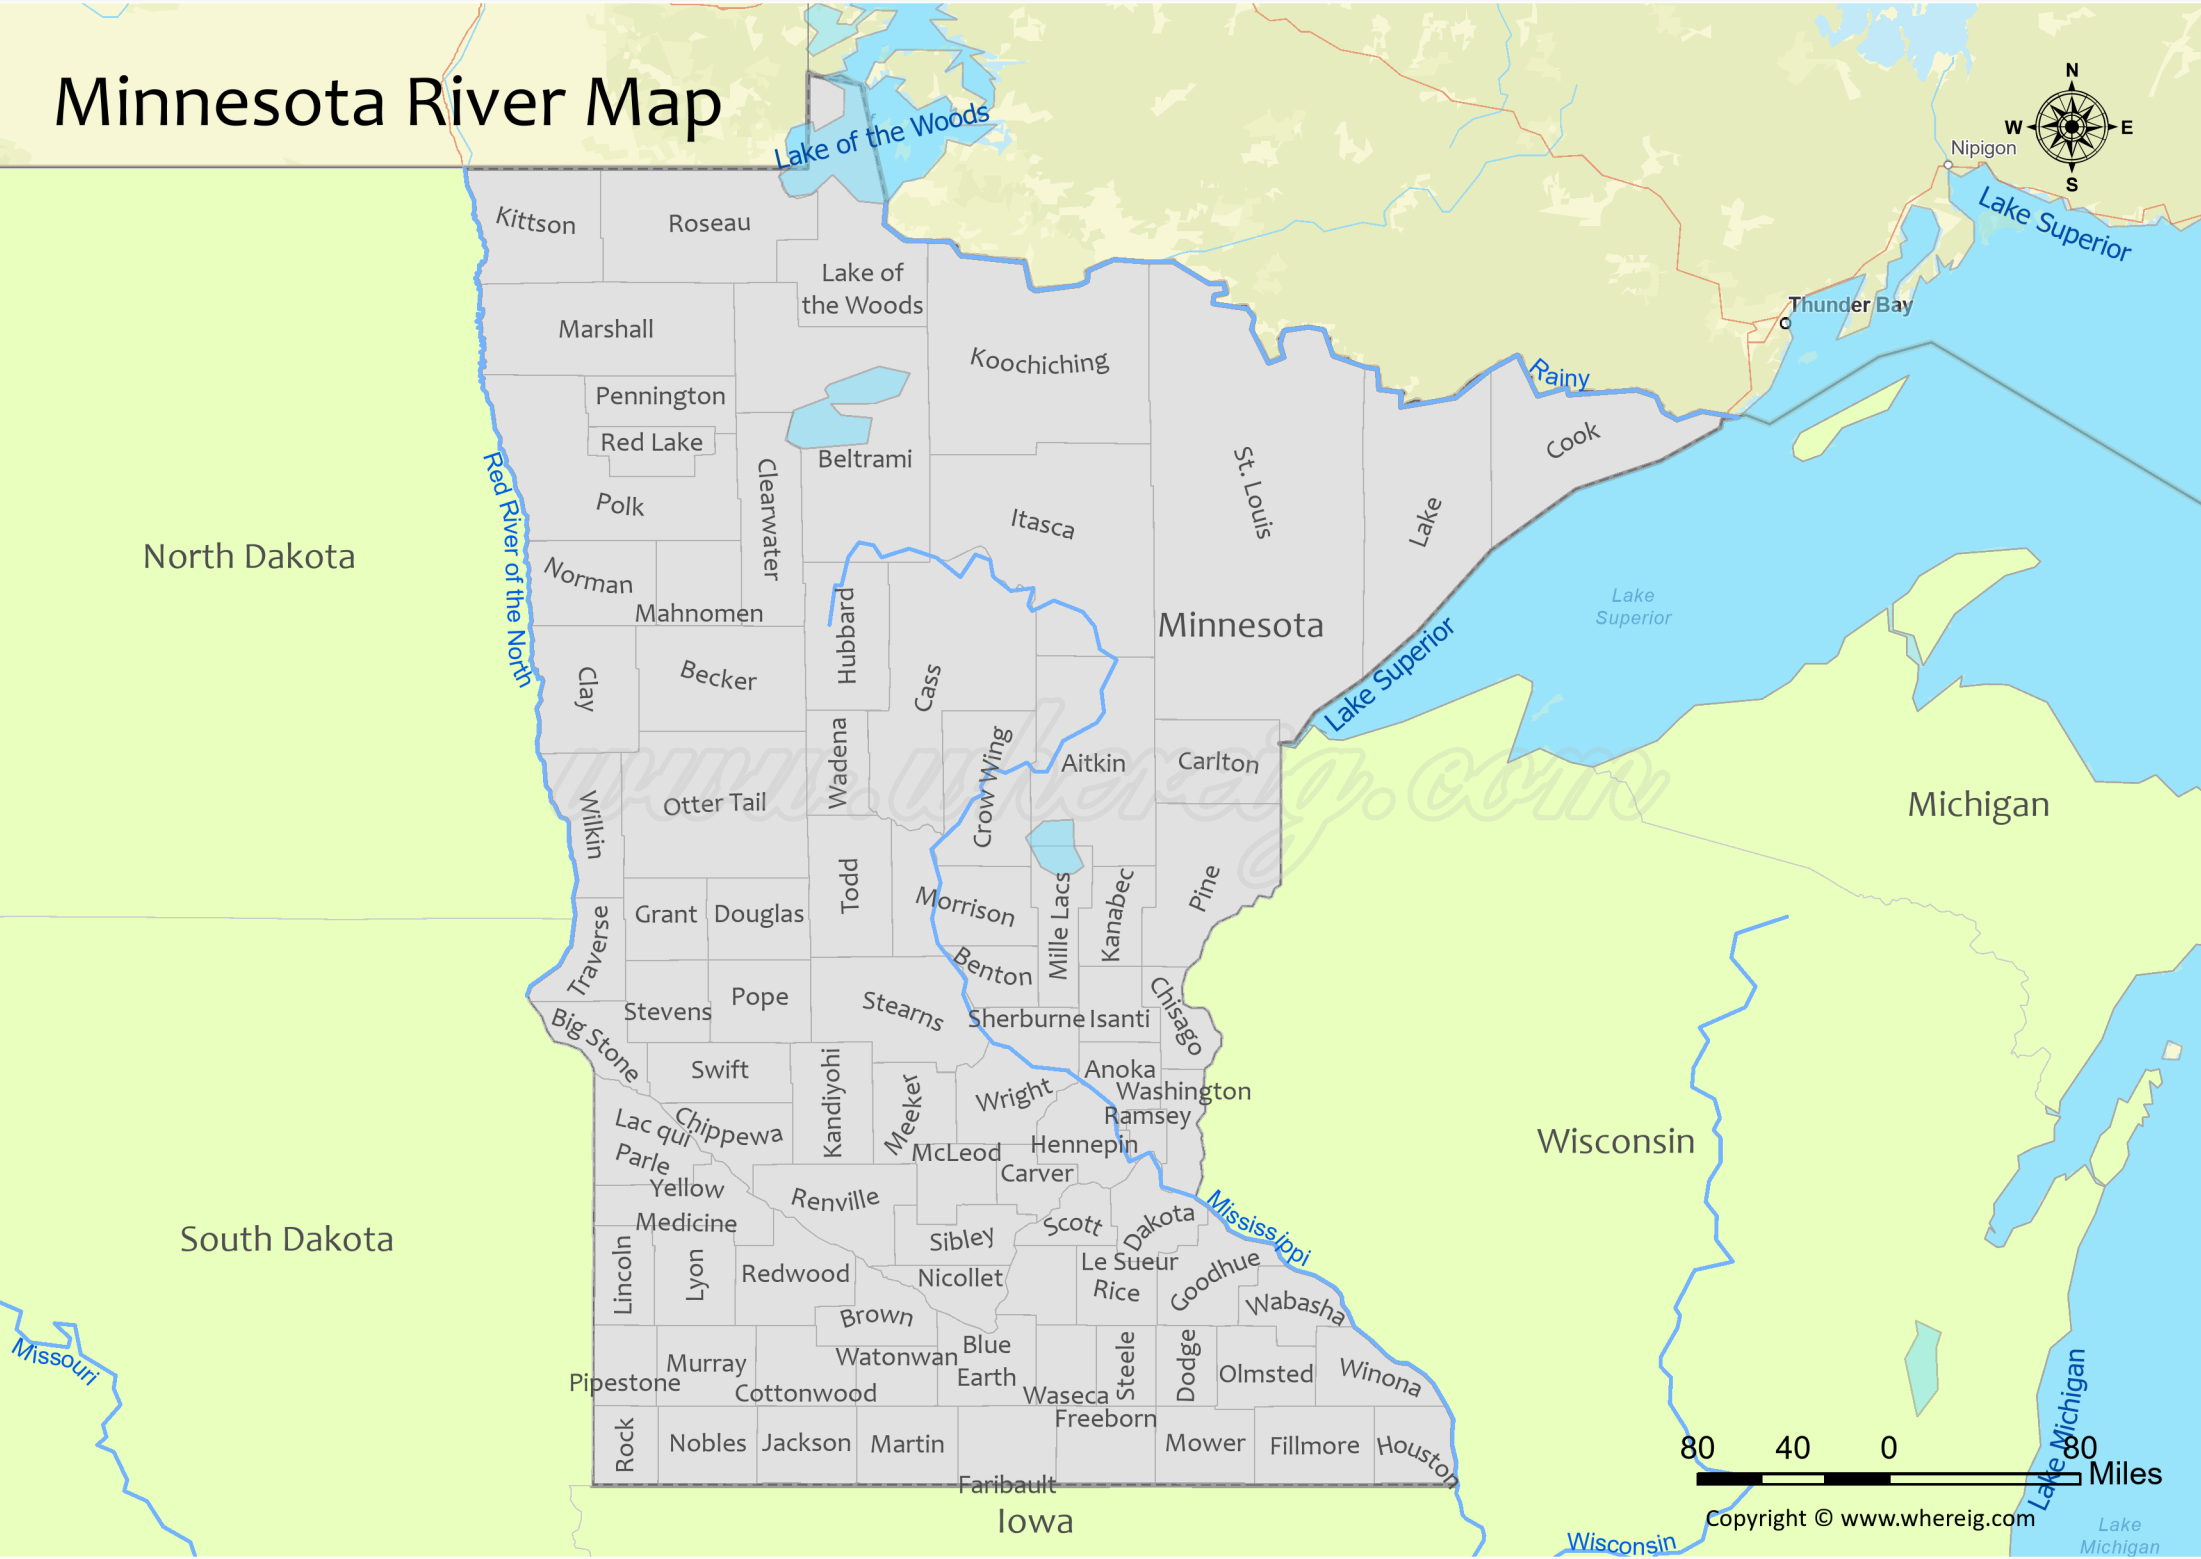 Minnesota River Map
N
W
E
S
Nipigon
Lake Superior
Thunder Bay
Lake of the Woods
Kittson
Roseau
Lake of
the Woods
Marshall
Koochiching
Rainy
Pennington
Red Lake
Beltrami
Cook
Red River of the North
Polk
Clearwater
Itasca
St. Louis
Lake
North Dakota
Norman
Mahnomen
Hubbard
Minnesota
Lake
Superior
Lake Superior
Clay
Becker
Cass
Wadena
Crow Wing
Aitkin
Carlton
www.whereig.com
Michigan
Wilkin
Otter Tail
Todd
Morrison
Mille Lacs
Kanabec
Pine
Traverse
Grant
Douglas
Benton
Stevens
Pope
Stearns
Sherburne
Isanti
Chisago
Big Stone
Swift
Kandiyohi
Meeker
Wright
Anoka
Washington
Ramsey
Hennepin
Wisconsin
Lac qui
Parle
Chippewa
McLeod
Carver
Yellow
Medicine
Renville
South Dakota
Sibley
Scott
Dakota
Mississippi
Lincoln
Lyon
Redwood
Nicollet
Le Sueur
Rice
Goodhue
Wabasha
Brown
Missouri
Pipestone
Murray
Cottonwood
Watonwan
Blue
Earth
Waseca
Steele
Dodge
Olmsted
Winona
Rock
Nobles
Jackson
Martin
Faribault
Freeborn
Mower
Fillmore
Houston
Iowa
Lake Michigan
80
40
0
80
Miles
Copyright © www.whereig.com
Wisconsin
Lake
Michigan